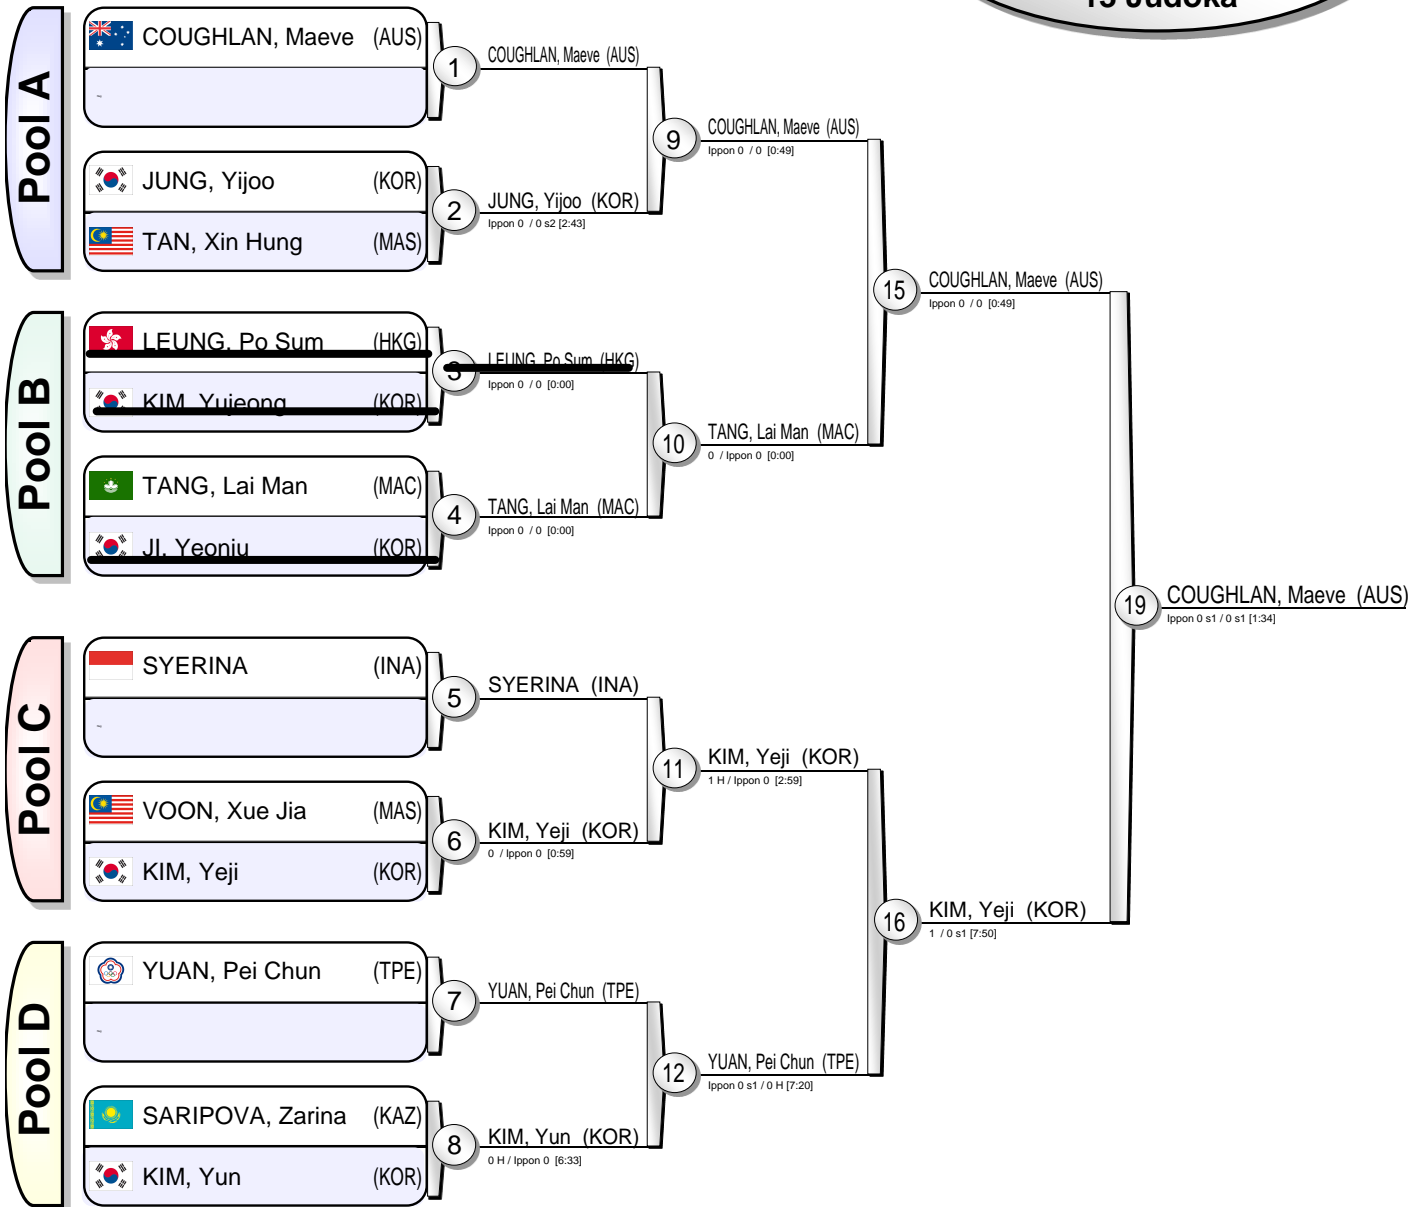 13 Judoka
Pool A
COUGHLAN, Maeve (AUS)
-
JUNG, Yijoo (KOR)
TAN, Xin Hung (MAS)
Pool B
LEUNG, Po Sum (HKG)
KIM, Yujeong (KOR)
TANG, Lai Man (MAC)
JI, Yeonju (KOR)
Pool C
SYERINA (INA)
-
VOON, Xue Jia (MAS)
KIM, Yeji (KOR)
Pool D
YUAN, Pei Chun (TPE)
-
SARIPOVA, Zarina (KAZ)
KIM, Yun (KOR)
1 COUGHLAN, Maeve (AUS)
2 JUNG, Yijoo (KOR)
Ippon 0 / 0 s2 [2:43]
3 LEUNG, Po Sum (HKG)
Ippon 0 / 0 [0:00]
4 TANG, Lai Man (MAC)
Ippon 0 / 0 [0:00]
5 SYERINA (INA)
6 KIM, Yeji (KOR)
0 / Ippon 0 [0:59]
7 YUAN, Pei Chun (TPE)
8 KIM, Yun (KOR)
0 H / Ippon 0 [6:33]
9 COUGHLAN, Maeve (AUS)
Ippon 0 / 0 [0:49]
10 TANG, Lai Man (MAC)
0 / Ippon 0 [0:00]
11 KIM, Yeji (KOR)
1 H / Ippon 0 [2:59]
12 YUAN, Pei Chun (TPE)
Ippon 0 s1 / 0 H [7:20]
15 COUGHLAN, Maeve (AUS)
Ippon 0 / 0 [0:49]
16 KIM, Yeji (KOR)
1 / 0 s1 [7:50]
19 COUGHLAN, Maeve (AUS)
Ippon 0 s1 / 0 s1 [1:34]